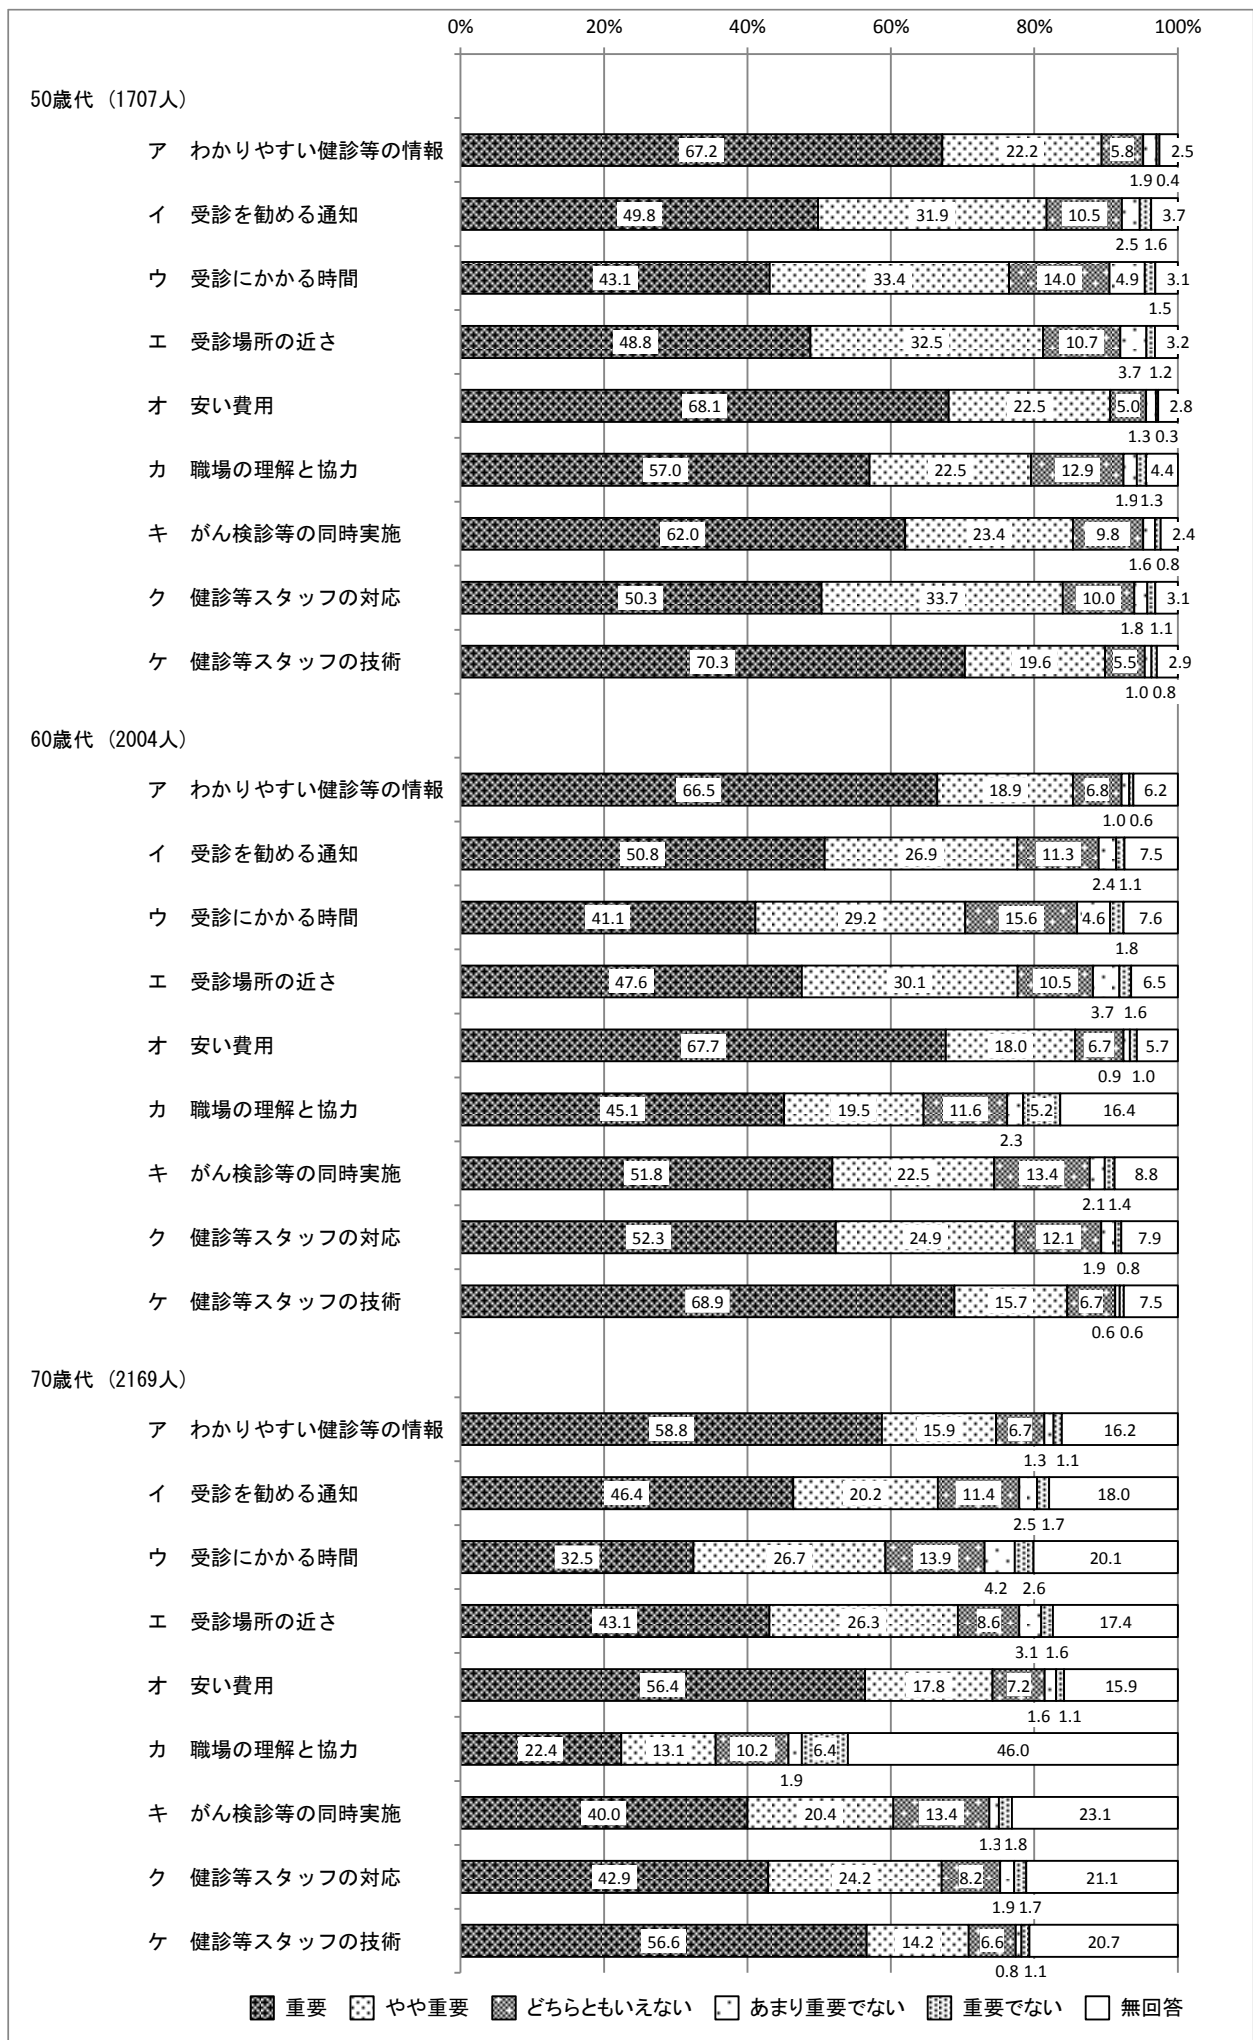 0% 20% 40% 60% 80% 100%
50歳代 (1707人)
ア わかりやすい健診等の情報 67.2 22.2 5.8 2.5
1.9 0.4
イ 受診を勧める通知 49.8 31.9 10.5 3.7
2.5 1.6
ウ 受診にかかる時間 43.1 33.4 14.0 4.9 3.1
1.5
エ 受診場所の近さ 48.8 32.5 10.7 3.2
3.7 1.2
オ 安い費用 68.1 22.5 5.0 2.8
1.3 0.3
カ 職場の理解と協力 57.0 22.5 12.9 4.4
1.9 1.3
キ がん検診等の同時実施 62.0 23.4 9.8 2.4
1.6 0.8
ク 健診等スタッフの対応 50.3 33.7 10.0 3.1
1.8 1.1
ケ 健診等スタッフの技術 70.3 19.6 5.5 2.9
1.0 0.8
60歳代 (2004人)
ア わかりやすい健診等の情報 66.5 18.9 6.8 6.2
1.0 0.6
イ 受診を勧める通知 50.8 26.9 11.3 7.5
2.4 1.1
ウ 受診にかかる時間 41.1 29.2 15.6 4.6 7.6
1.8
エ 受診場所の近さ 47.6 30.1 10.5 6.5
3.7 1.6
オ 安い費用 67.7 18.0 6.7 5.7
0.9 1.0
カ 職場の理解と協力 45.1 19.5 11.6 5.2 16.4
2.3
キ がん検診等の同時実施 51.8 22.5 13.4 8.8
2.1 1.4
ク 健診等スタッフの対応 52.3 24.9 12.1 7.9
1.9 0.8
ケ 健診等スタッフの技術 68.9 15.7 6.7 7.5
0.6 0.6
70歳代 (2169人)
ア わかりやすい健診等の情報 58.8 15.9 6.7 16.2
1.3 1.1
イ 受診を勧める通知 46.4 20.2 11.4 18.0
2.5 1.7
ウ 受診にかかる時間 32.5 26.7 13.9 20.1
4.2 2.6
エ 受診場所の近さ 43.1 26.3 8.6 17.4
3.1 1.6
オ 安い費用 56.4 17.8 7.2 15.9
1.6 1.1
カ 職場の理解と協力 22.4 13.1 10.2 6.4 46.0
1.9
キ がん検診等の同時実施 40.0 20.4 13.4 23.1
1.3 1.8
ク 健診等スタッフの対応 42.9 24.2 8.2 21.1
1.9 1.7
ケ 健診等スタッフの技術 56.6 14.2 6.6 20.7
0.8 1.1
重要 やや重要 どちらともいえない あまり重要でない 重要でない 無回答